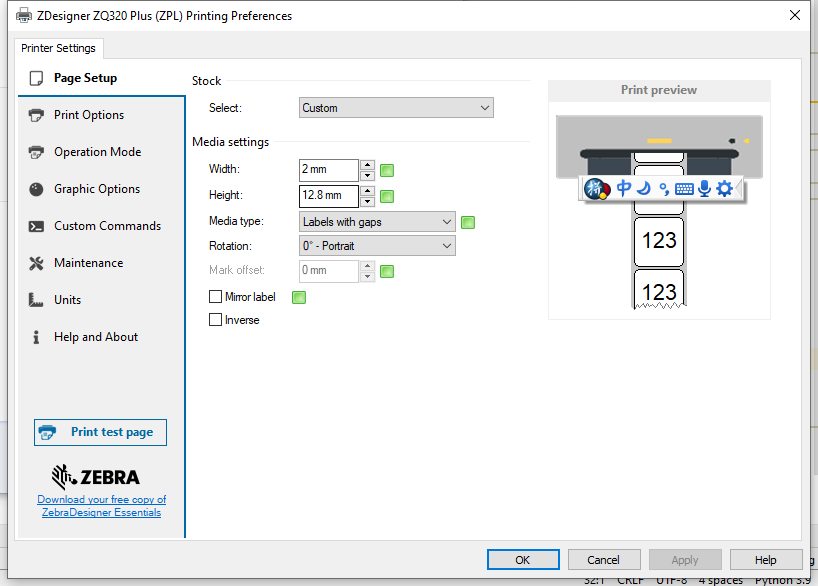 ZDesigner ZQ320 Plus (ZPL) Printing Preferences
Printer Settings
Page Setup
Print Options
Operation Mode
Graphic Options
Custom Commands
Maintenance
Units
Help and About
Print test page
ZEBRA
Download your free copy of
ZebraDesigner Essentials
Stock
Select: Custom
Media settings
Width: 2 mm
Height: 12.8 mm
Media type: Labels with gaps
Rotation: 0° - Portrait
Mark offset: 0 mm
Mirror label
Inverse
Print preview
拼 中
123
123
OK Cancel Apply Help
32:1 CRLF UTF-8 4 spaces Python 3.9